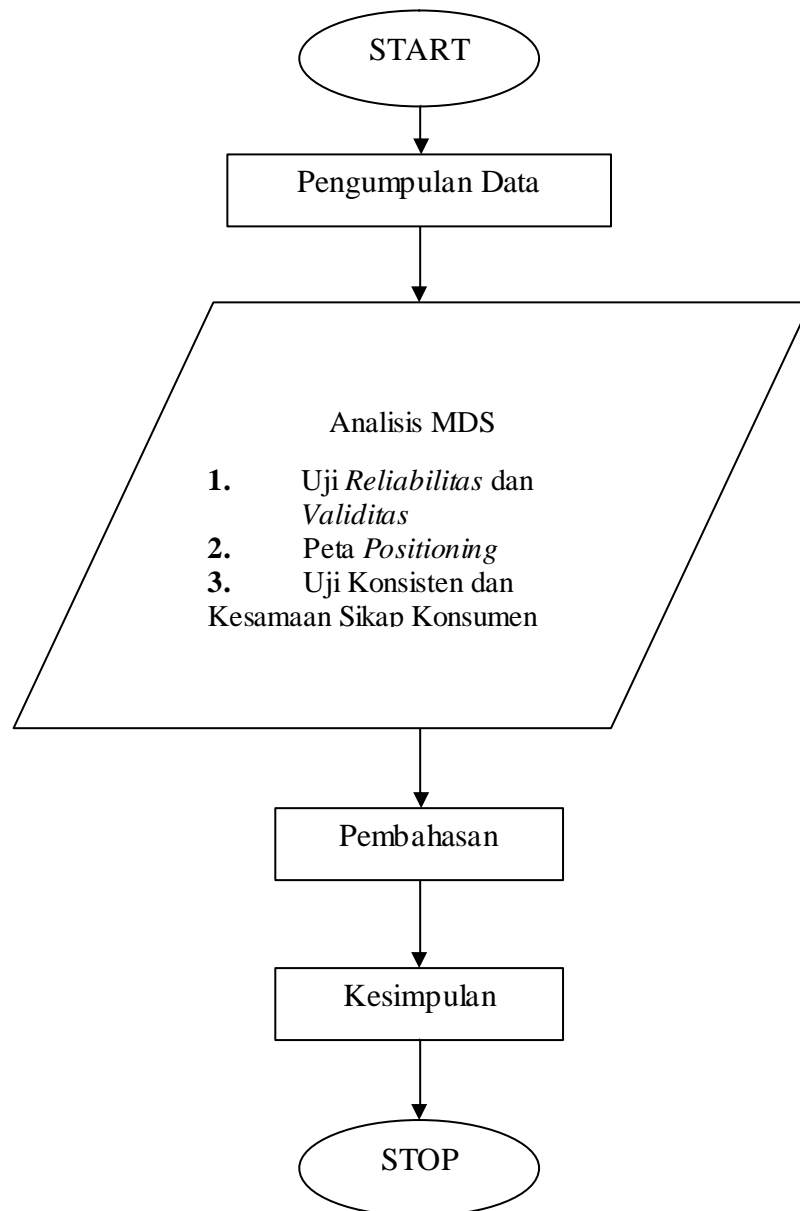 START
Pengumpulan Data
Analisis MDS
1. Uji Reliabilitas dan
Validitas
2. Peta Positioning
3. Uji Konsisten dan
Kesamaan Sikap Konsumen
Pembahasan
Kesimpulan
STOP